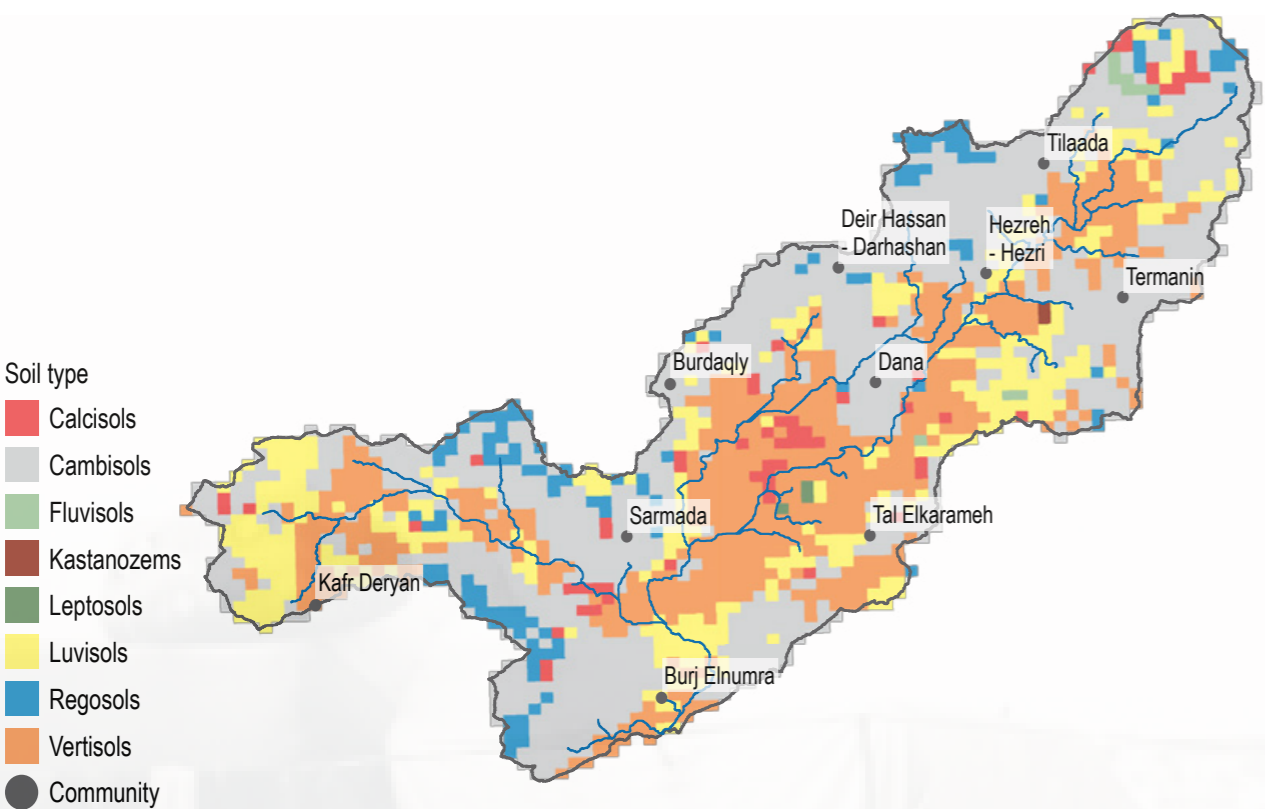 Tilaada
Deir Hassan
- Darhashan
Hezreh
- Hezri
Termanin
Burdaqly
Dana
Sarmada
Tal Elkarameh
Kafr Deryan
Burj Elnumra
Soil type
Calcisols
Cambisols
Fluvisols
Kastanozems
Leptosols
Luvisols
Regosols
Vertisols
Community